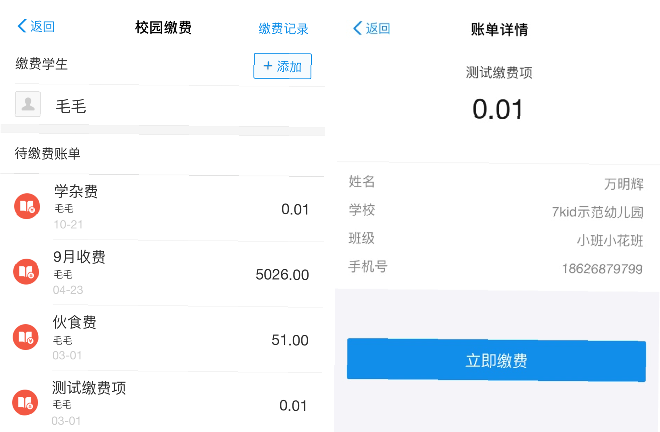 返回
校园缴费
缴费记录
缴费学生
+ 添加
毛毛
待缴费账单
学杂费
毛毛
0.01
10-21
9月收费
毛毛
5026.00
04-23
伙食费
毛毛
51.00
03-01
测试缴费项
毛毛
0.01
03-01
返回
账单详情
测试缴费项
0.01
姓名 万明辉
学校 7kid示范幼儿园
班级 小班小花班
手机号 18626879799
立即缴费